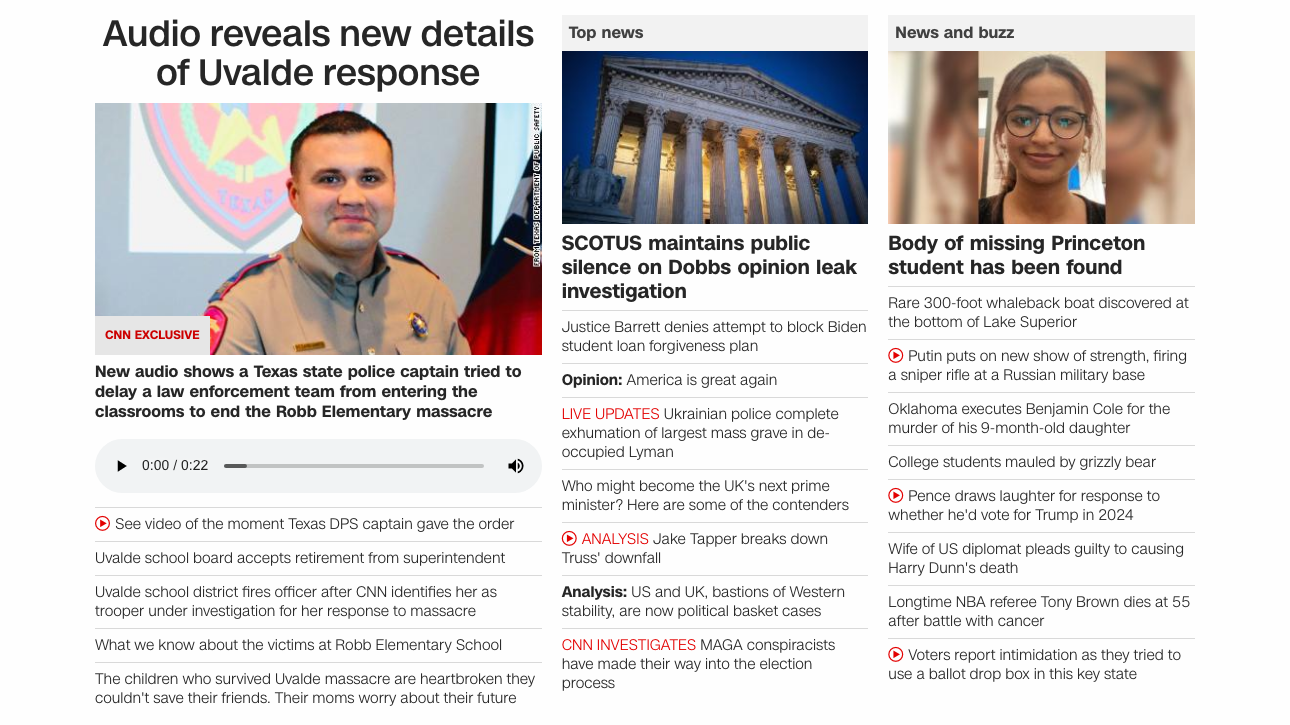 Audio reveals new details
of Uvalde response
TEXAS
FROM TEXAS DEPARTMENT OF PUBLIC SAFETY
CNN EXCLUSIVE
New audio shows a Texas state police captain tried to
delay a law enforcement team from entering the
classrooms to end the Robb Elementary massacre
0:00 / 0:22
See video of the moment Texas DPS captain gave the order
Uvalde school board accepts retirement from superintendent
Uvalde school district fires officer after CNN identifies her as
trooper under investigation for her response to massacre
What we know about the victims at Robb Elementary School
The children who survived Uvalde massacre are heartbroken they
couldn't save their friends. Their moms worry about their future
Top news
SCOTUS maintains public
silence on Dobbs opinion leak
investigation
Justice Barrett denies attempt to block Biden
student loan forgiveness plan
Opinion: America is great again
LIVE UPDATES Ukrainian police complete
exhumation of largest mass grave in de-
occupied Lyman
Who might become the UK's next prime
minister? Here are some of the contenders
ANALYSIS Jake Tapper breaks down
Truss' downfall
Analysis: US and UK, bastions of Western
stability, are now political basket cases
CNN INVESTIGATES MAGA conspiracists
have made their way into the election
process
News and buzz
Body of missing Princeton
student has been found
Rare 300-foot whaleback boat discovered at
the bottom of Lake Superior
Putin puts on new show of strength, firing
a sniper rifle at a Russian military base
Oklahoma executes Benjamin Cole for the
murder of his 9-month-old daughter
College students mauled by grizzly bear
Pence draws laughter for response to
whether he'd vote for Trump in 2024
Wife of US diplomat pleads guilty to causing
Harry Dunn's death
Longtime NBA referee Tony Brown dies at 55
after battle with cancer
Voters report intimidation as they tried to
use a ballot drop box in this key state